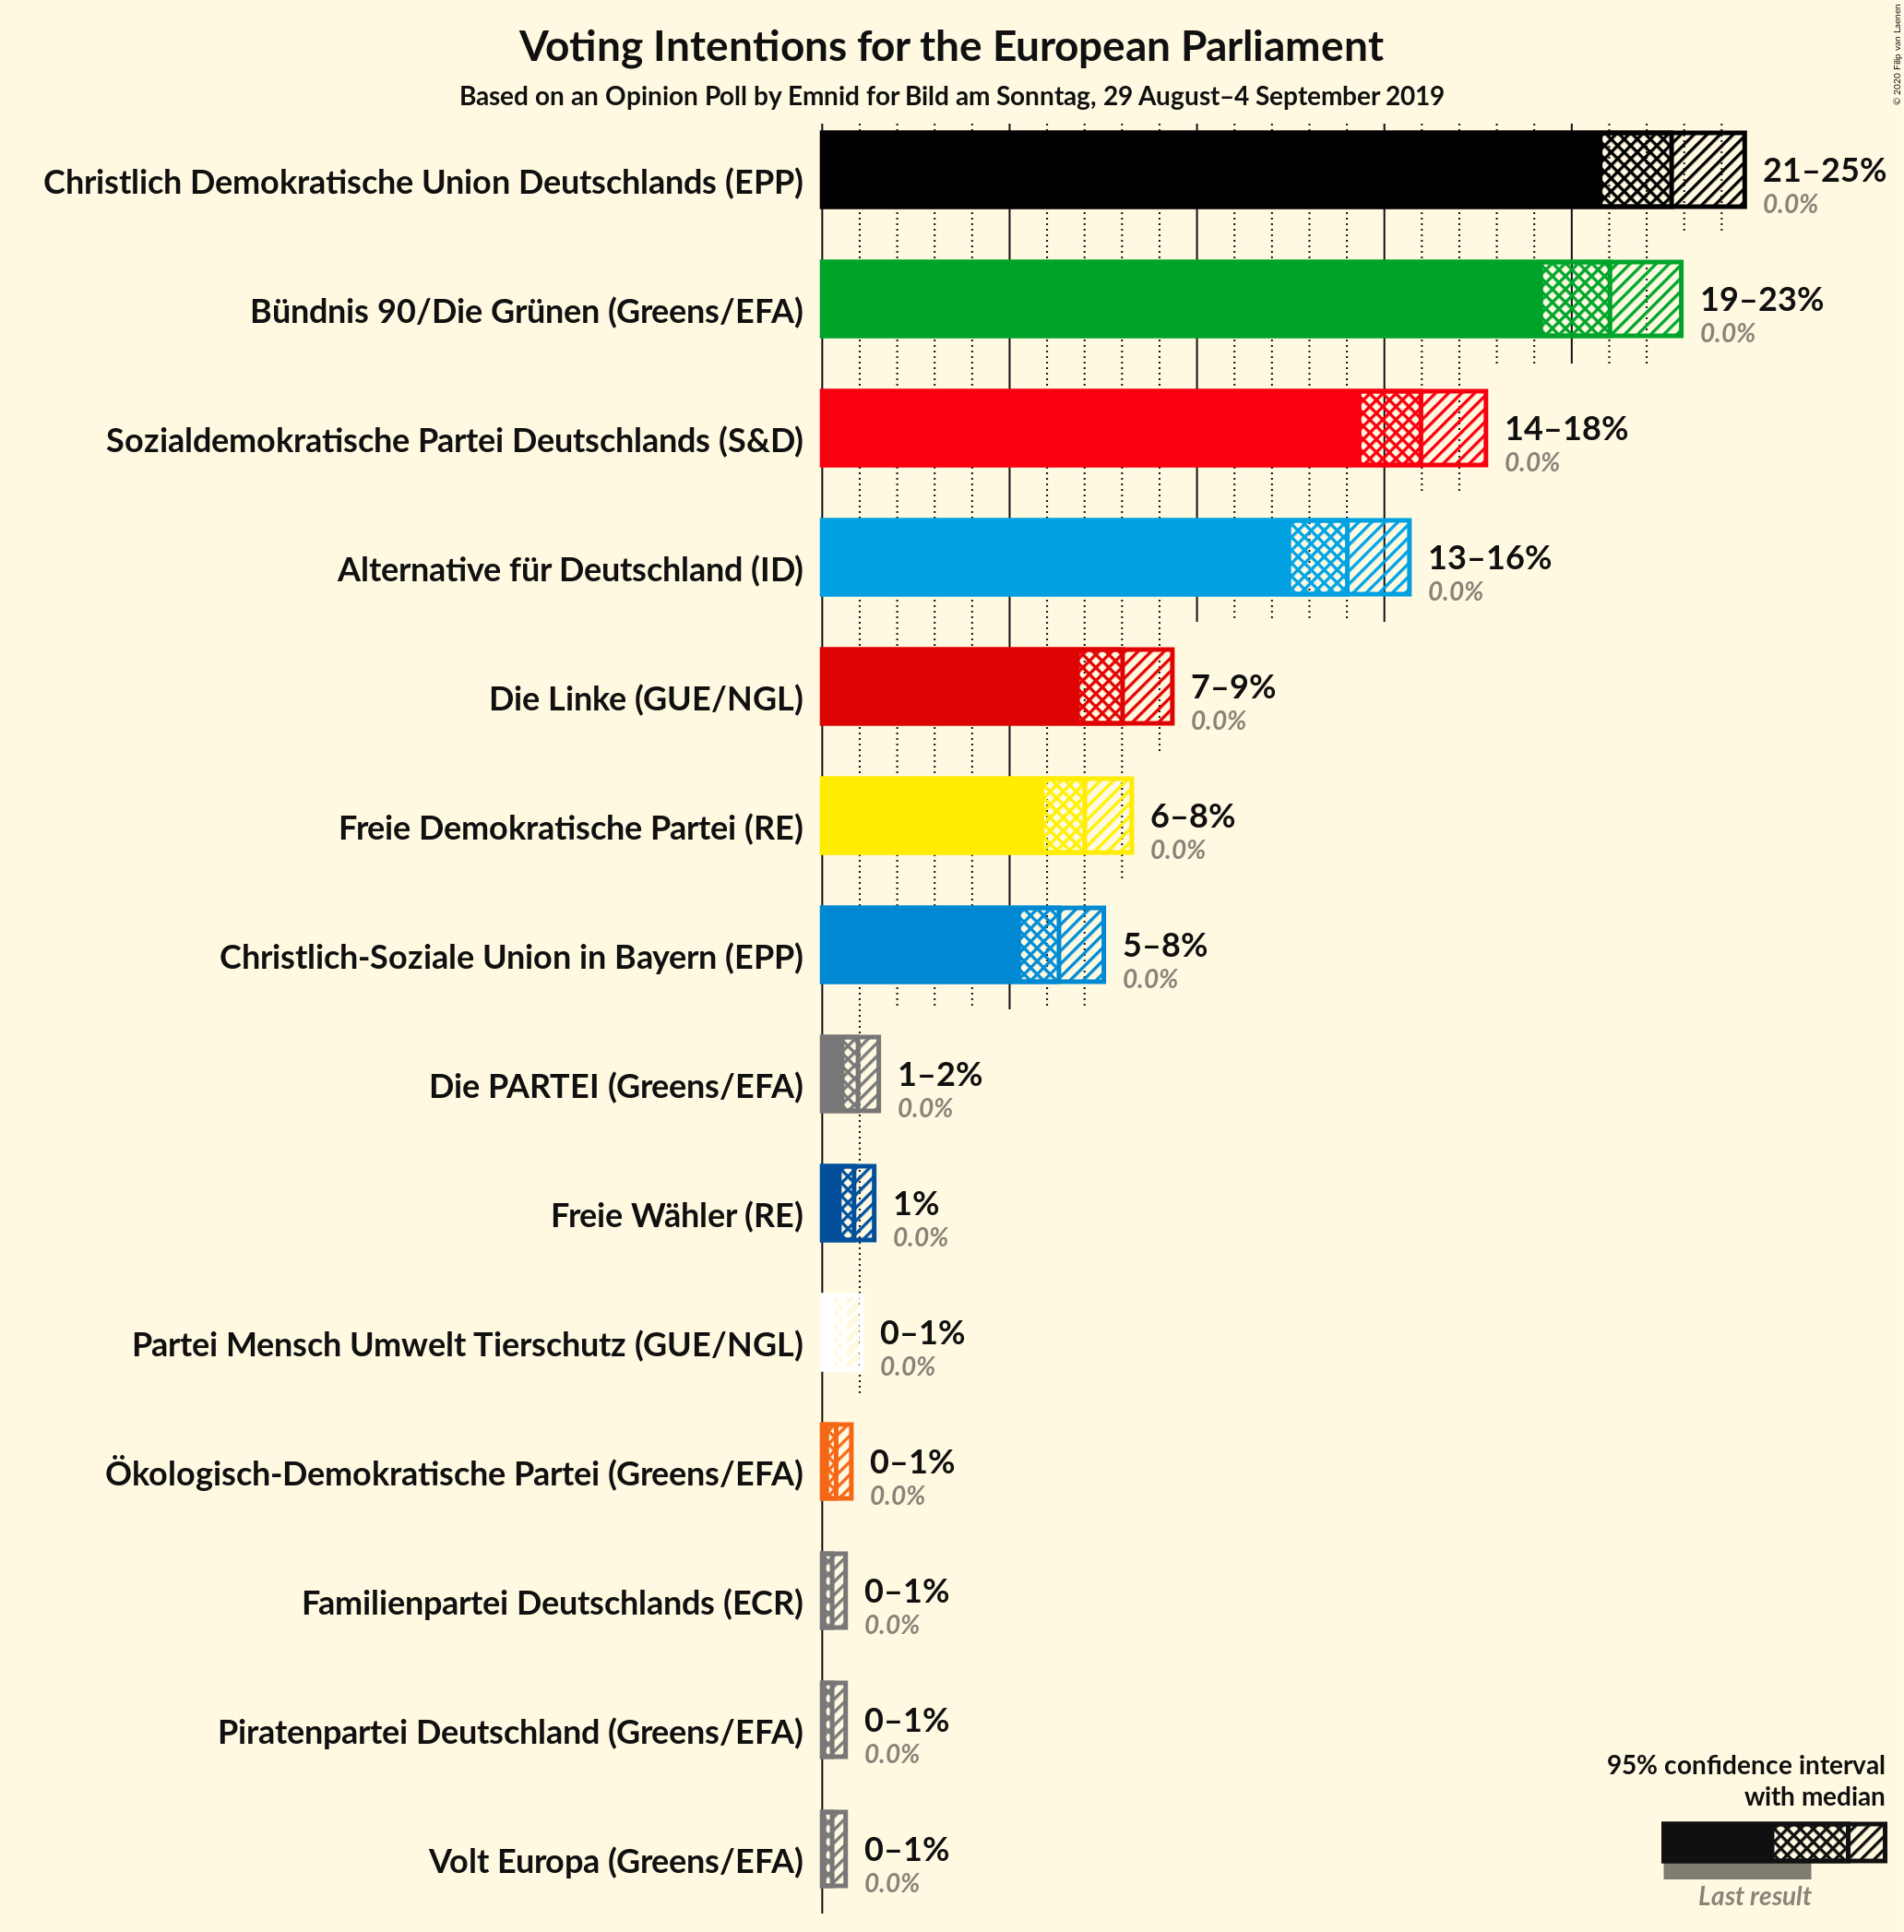 Voting Intentions for the European Parliament
Based on an Opinion Poll by Emnid for Bild am Sonntag, 29 August–4 September 2019
© 2020 Filip van Laenen
Christlich Demokratische Union Deutschlands (EPP)
21–25%
0.0%
Bündnis 90/Die Grünen (Greens/EFA)
19–23%
0.0%
Sozialdemokratische Partei Deutschlands (S&D)
14–18%
0.0%
Alternative für Deutschland (ID)
13–16%
0.0%
Die Linke (GUE/NGL)
7–9%
0.0%
Freie Demokratische Partei (RE)
6–8%
0.0%
Christlich-Soziale Union in Bayern (EPP)
5–8%
0.0%
Die PARTEI (Greens/EFA)
1–2%
0.0%
Freie Wähler (RE)
1%
0.0%
Partei Mensch Umwelt Tierschutz (GUE/NGL)
0–1%
0.0%
Ökologisch-Demokratische Partei (Greens/EFA)
0–1%
0.0%
Familienpartei Deutschlands (ECR)
0–1%
0.0%
Piratenpartei Deutschland (Greens/EFA)
0–1%
0.0%
Volt Europa (Greens/EFA)
0–1%
0.0%
95% confidence interval
with median
Last result